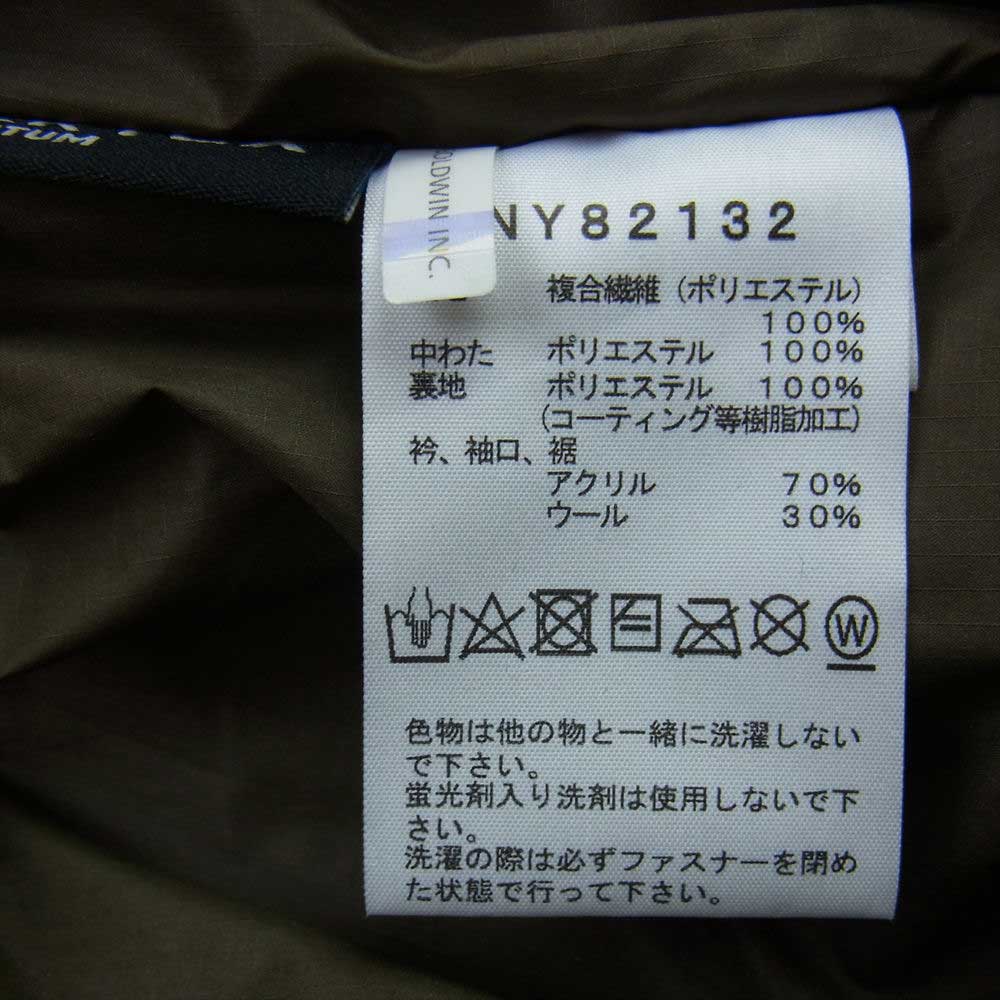 TUM
GOLDWIN INC.
NY82132
複合繊維(ポリエステル)
100%
中わた ポリエステル 100%
裏地 ポリエステル 100%
(コーティング等樹脂加工)
衿、袖口、裾
アクリル 70%
ウール 30%
W
色物は他の物と一緒に洗濯しない
で下さい。
蛍光剤入り洗剤は使用しないで下
さい。
洗濯の際は必ずファスナーを閉め
た状態で行って下さい。